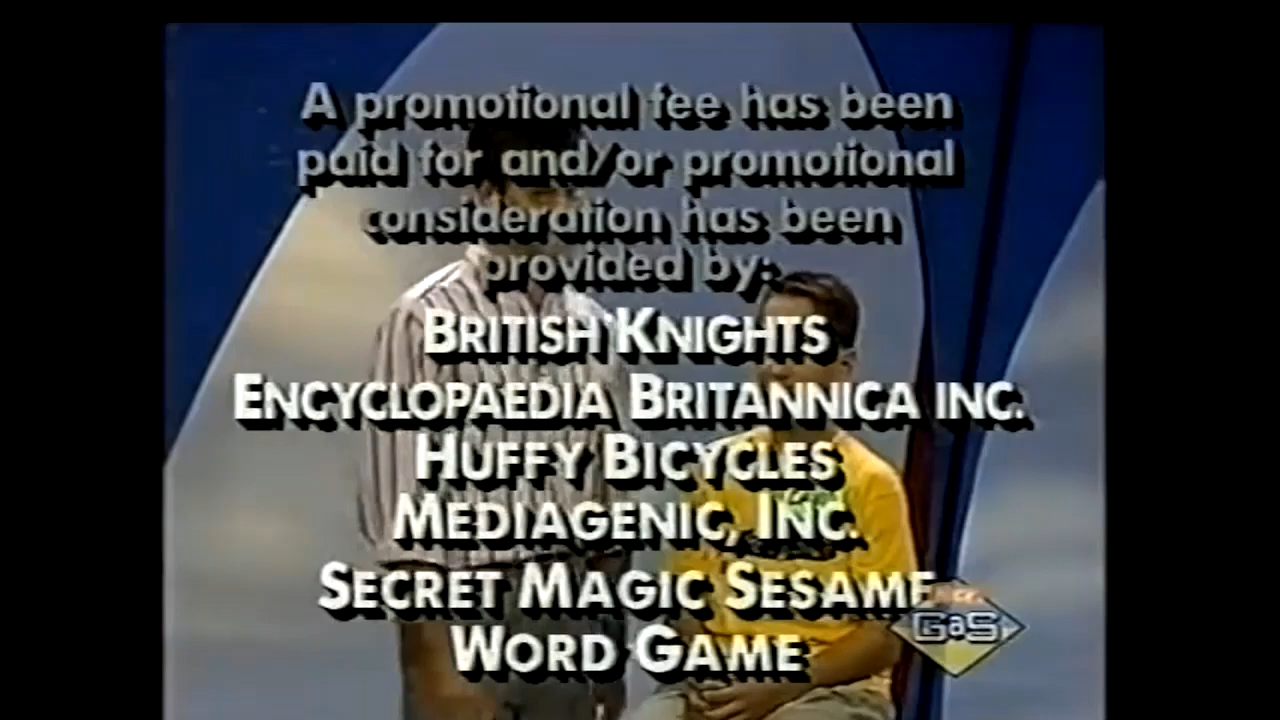 A promotional fee has been
paid for and/or promotional
consideration has been
provided by:
BRITISH KNIGHTS
ENCYCLOPAEDIA BRITANNICA INC.
HUFFY BICYCLES
MEDIAGENIC, INC.
SECRET MAGIC SESAME
WORD GAME
GaS